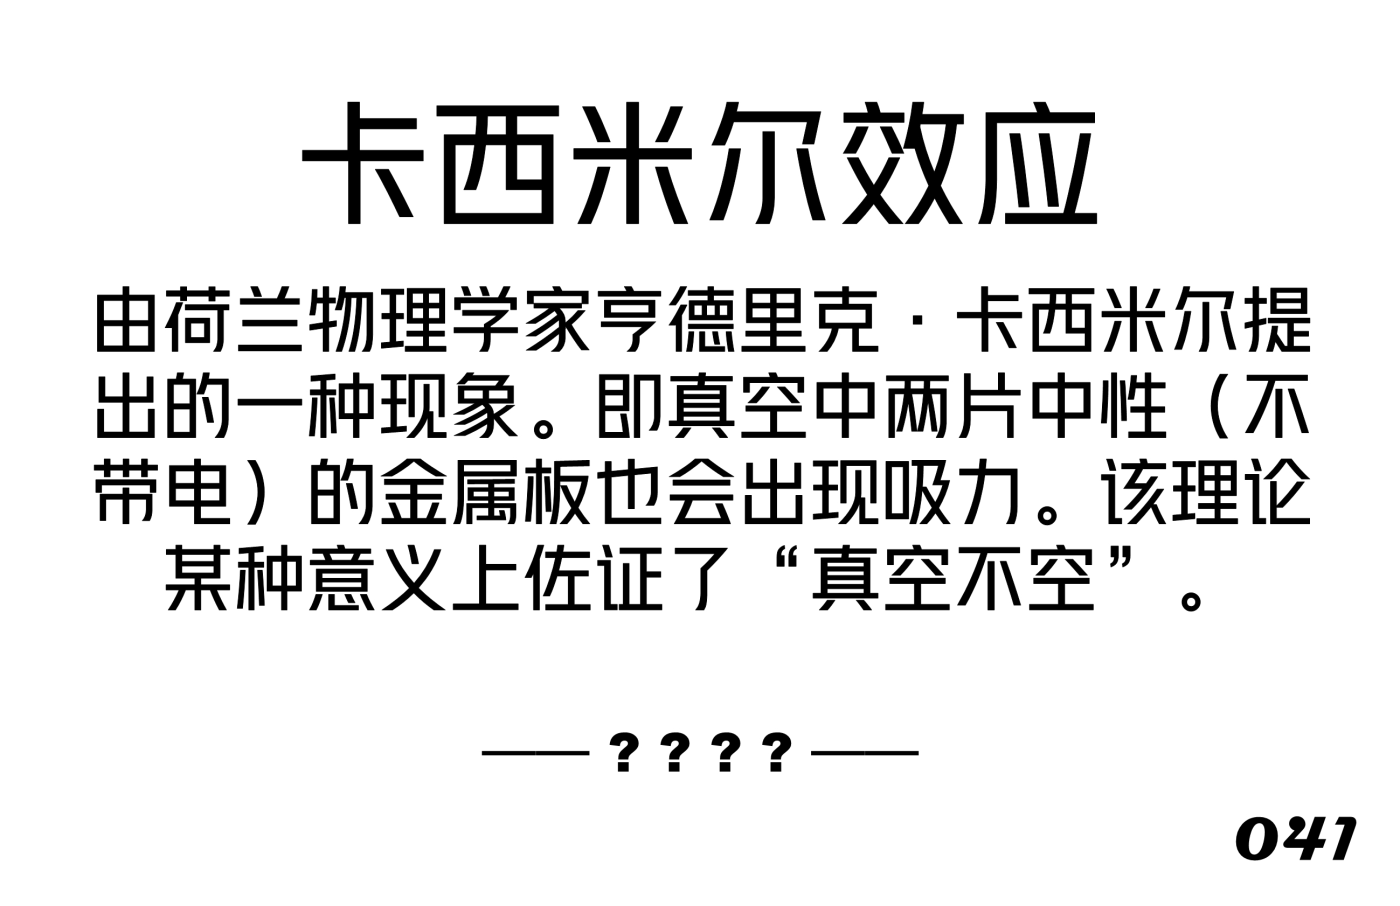 卡西米尔效应
由荷兰物理学家亨德里克·卡西米尔提
出的一种现象。即真空中两片中性（不
带电）的金属板也会出现吸力。该理论
某种意义上佐证了“真空不空”。
——????——
041